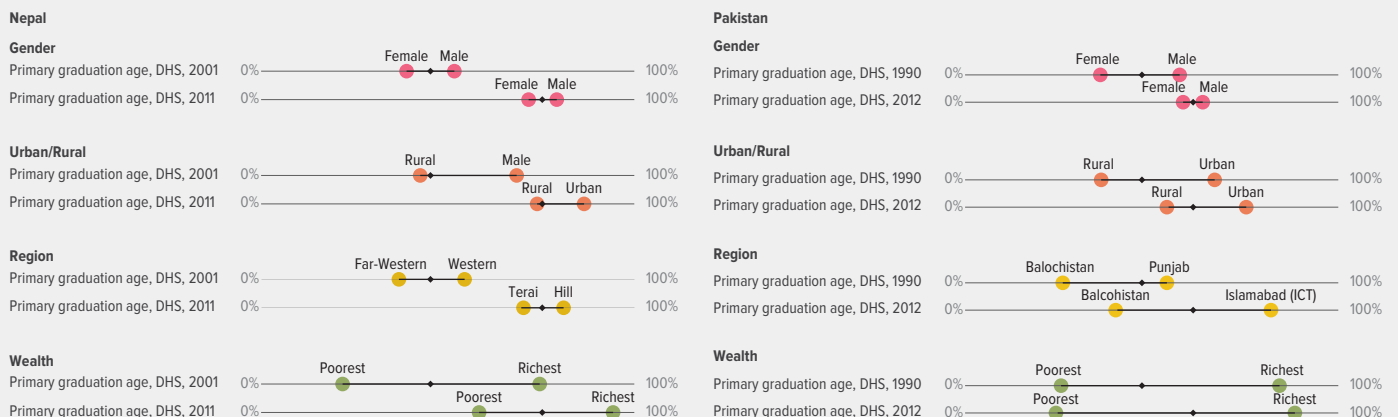 Nepal
Gender
Female Male
Primary graduation age, DHS, 2001 0% 100%
Female Male
Primary graduation age, DHS, 2011 0% 100%
Urban/Rural
Rural Male
Primary graduation age, DHS, 2001 0% 100%
Rural Urban
Primary graduation age, DHS, 2011 0% 100%
Region
Far-Western Western
Primary graduation age, DHS, 2001 0% 100%
Terai Hill
Primary graduation age, DHS, 2011 0% 100%
Wealth
Poorest Richest
Primary graduation age, DHS, 2001 0% 100%
Poorest Richest
Primary graduation age, DHS, 2011 0% 100%
Pakistan
Gender
Female Male
Primary graduation age, DHS, 1990 0% 100%
Female Male
Primary graduation age, DHS, 2012 0% 100%
Urban/Rural
Rural Urban
Primary graduation age, DHS, 1990 0% 100%
Rural Urban
Primary graduation age, DHS, 2012 0% 100%
Region
Balochistan Punjab
Primary graduation age, DHS, 1990 0% 100%
Balcohistan Islamabad (ICT)
Primary graduation age, DHS, 2012 0% 100%
Wealth
Poorest Richest
Primary graduation age, DHS, 1990 0% 100%
Poorest Richest
Primary graduation age, DHS, 2012 0% 100%